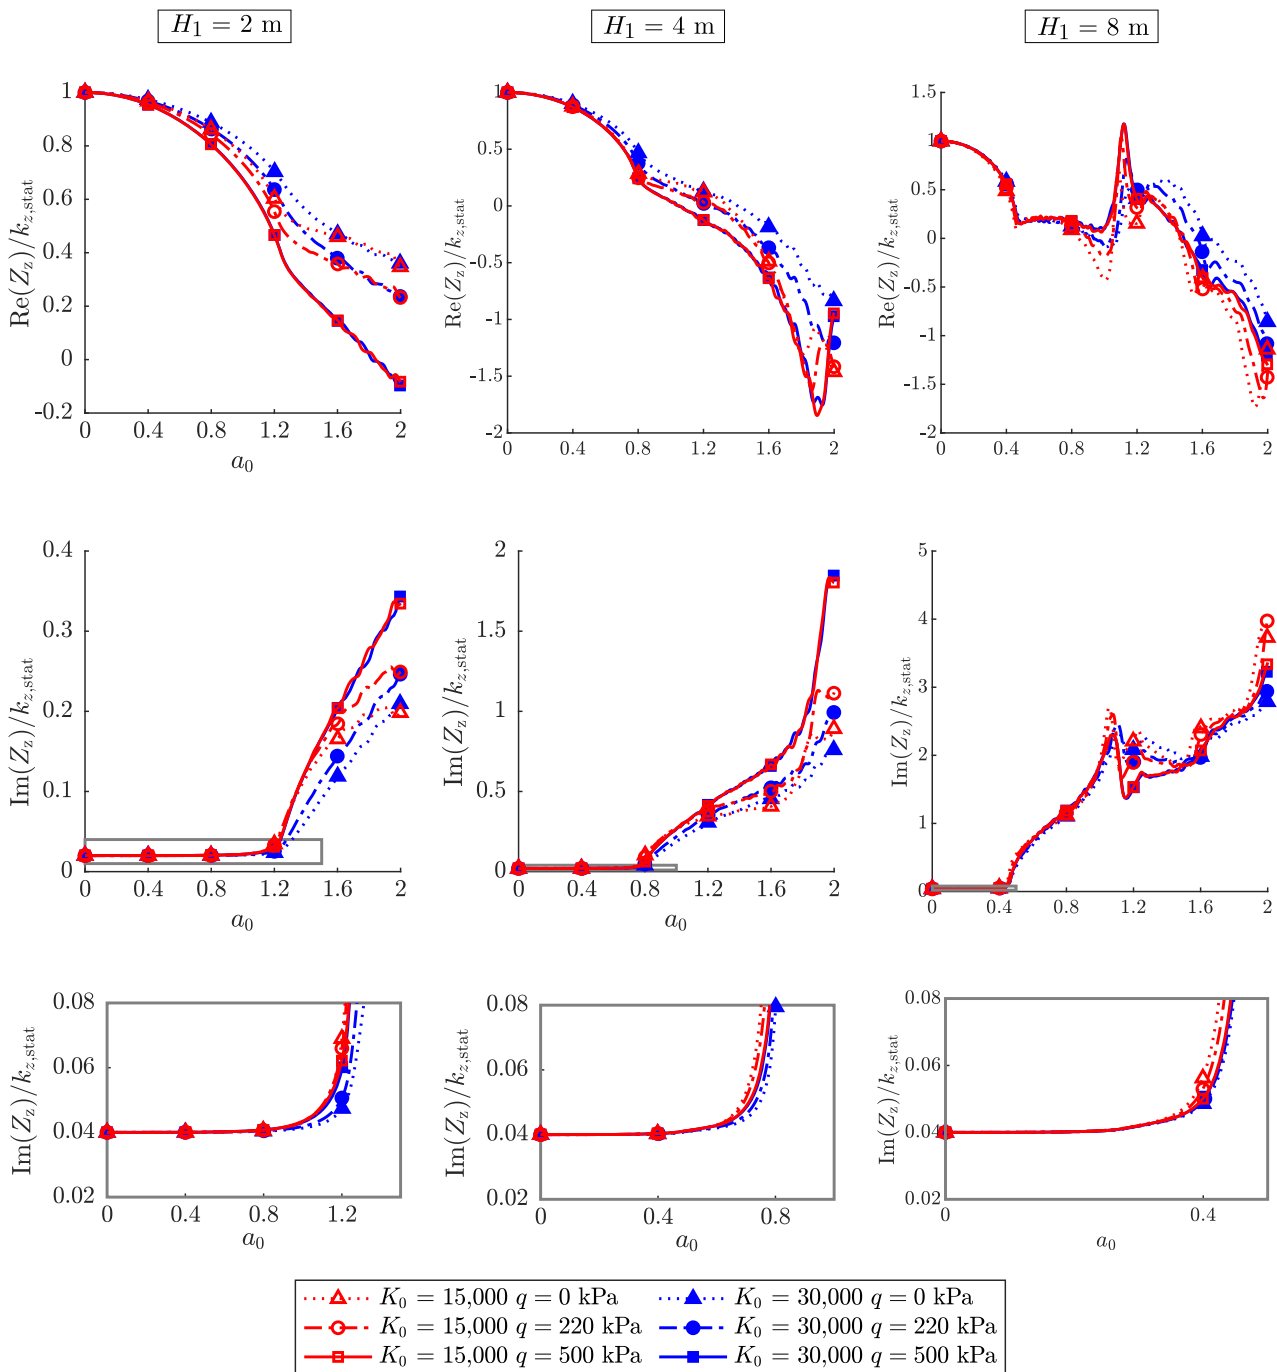 H1 = 2 m
H1 = 4 m
H1 = 8 m
Re(Zz)/kz,stat
1
0.8
0.6
0.4
0.2
0
-0.2
0 0.4 0.8 1.2 1.6 2
a0
Re(Zz)/kz,stat
1
0.5
0
-0.5
-1
-1.5
-2
0 0.4 0.8 1.2 1.6 2
Re(Zz)/kz,stat
1.5
1
0.5
0
-0.5
-1
-1.5
-2
0 0.4 0.8 1.2 1.6 2
Im(Zz)/kz,stat
0.4
0.3
0.2
0.1
0
0 0.4 0.8 1.2 1.6 2
a0
Im(Zz)/kz,stat
2
1.5
1
0.5
0
0 0.4 0.8 1.2 1.6 2
a0
Im(Zz)/kz,stat
5
4
3
2
1
0
0 0.4 0.8 1.2 1.6 2
Im(Zz)/kz,stat
0.08
0.06
0.04
0.02
0 0.4 0.8 1.2
a0
Im(Zz)/kz,stat
0.08
0.06
0.04
0.02
0 0.4 0.8
a0
Im(Zz)/kz,stat
0.08
0.06
0.04
0.02
0 0.4
a0
K0 = 15,000 q = 0 kPa
K0 = 30,000 q = 0 kPa
K0 = 15,000 q = 220 kPa
K0 = 30,000 q = 220 kPa
K0 = 15,000 q = 500 kPa
K0 = 30,000 q = 500 kPa